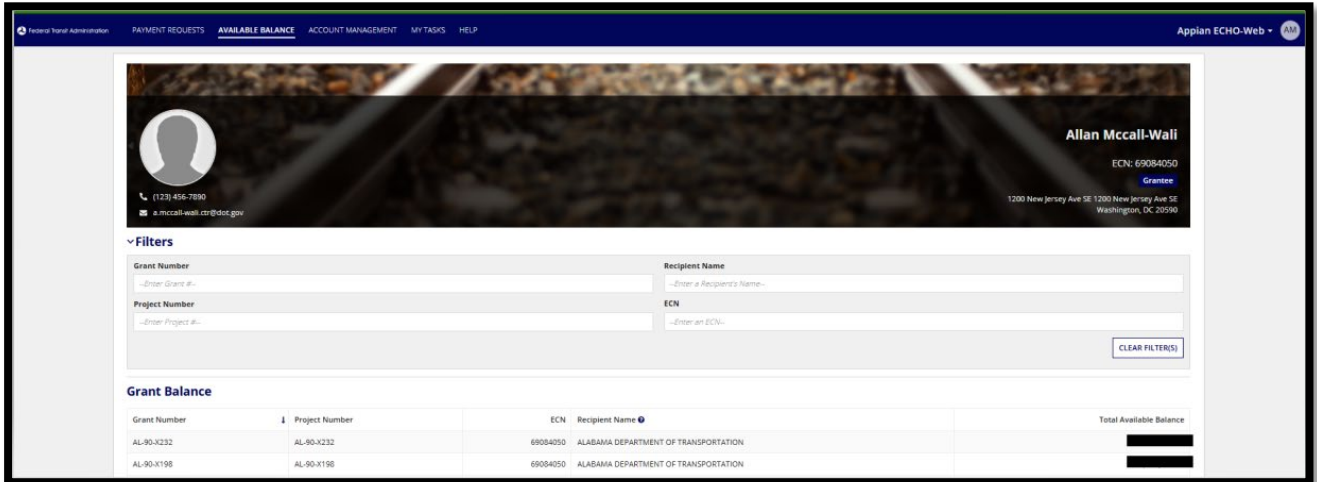 Federal Transit Administration PAYMENT REQUESTS AVAILABLE BALANCE ACCOUNT MANAGEMENT MY TASKS HELP Appian ECHO-Web AM
Allan Mccall-Wali
ECN: 69084050
Grantee
(123) 456-7890
1200 New Jersey Ave SE 1200 New Jersey Ave SE
a.mccall-wali.ctr@dot.gov
Washington, DC 20590
Filters
Grant Number Recipient Name
--Enter Grant #-- --Enter a Recipient's Name--
Project Number ECN
--Enter Project #-- --Enter an ECN--
CLEAR FILTER(S)
Grant Balance
Grant Number Project Number ECN Recipient Name Total Available Balance
AL-90-X232 AL-90-X232 69084050 ALABAMA DEPARTMENT OF TRANSPORTATION
AL-90-X198 AL-90-X198 69084050 ALABAMA DEPARTMENT OF TRANSPORTATION